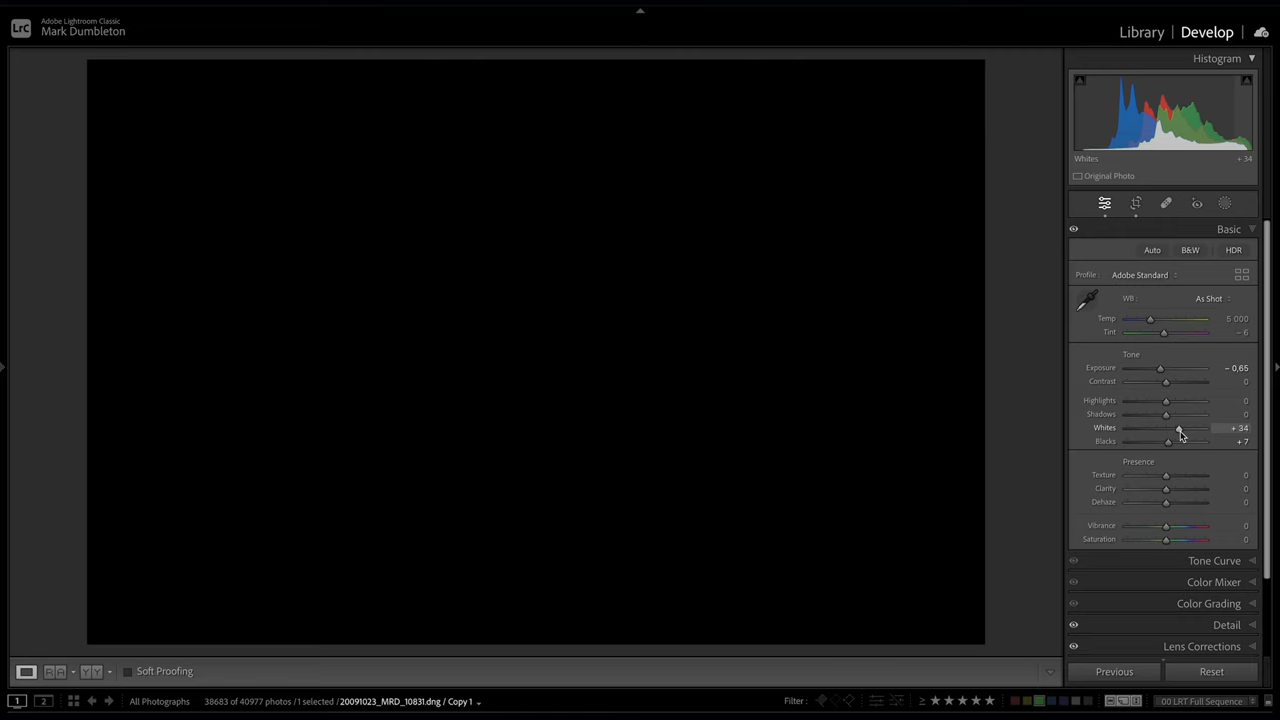 LrC
Adobe Lightroom Classic
Mark Dumbleton
Library | Develop
Histogram
Whites + 34
Original Photo
Basic
Auto B&W HDR
Profile : Adobe Standard
WB : As Shot
Temp 5 000
Tint – 6
Tone
Exposure – 0,65
Contrast 0
Highlights 0
Shadows 0
Whites + 34
Blacks + 7
Presence
Texture 0
Clarity 0
Dehaze 0
Vibrance 0
Saturation 0
Tone Curve
Color Mixer
Color Grading
Detail
Lens Corrections
R A Y Y Soft Proofing Previous Reset
1 2 All Photographs 38683 of 40977 photos / 1 selected / 20091023_MRD_10831.dng / Copy 1 Filter : ≥ ★★★★★ 00 LRT Full Sequence